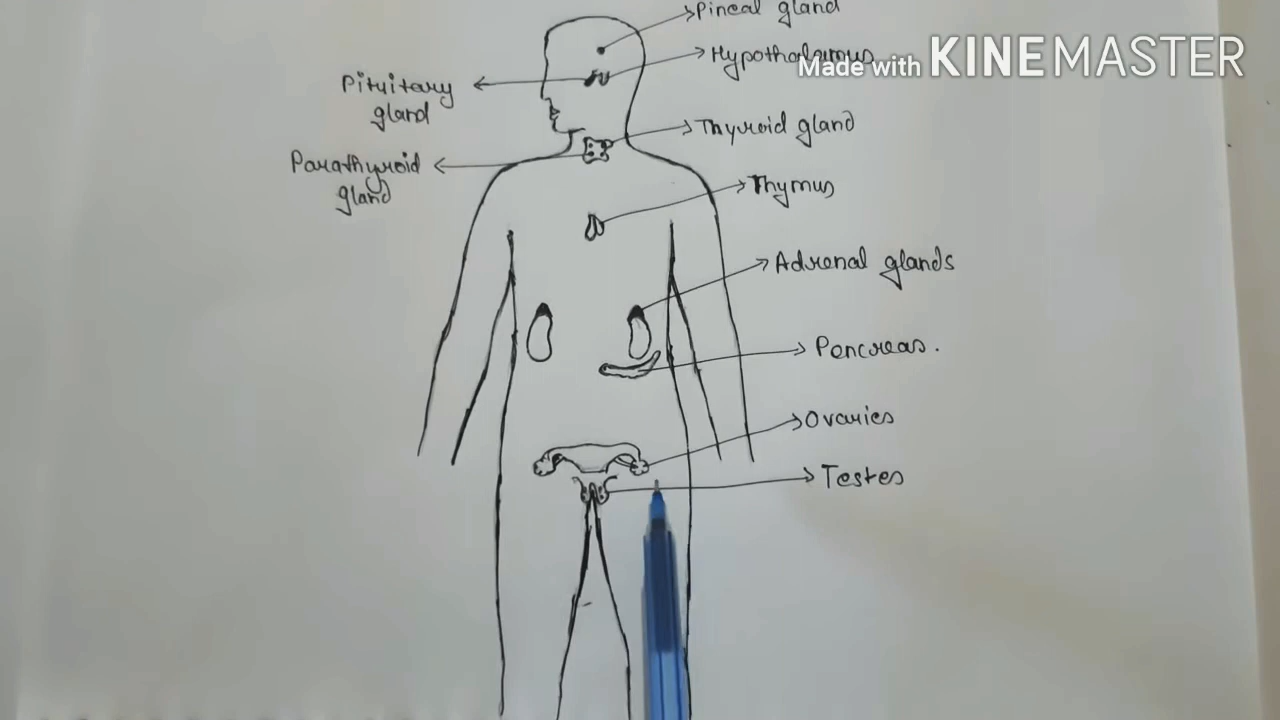 Pineal gland
Hypothalamus
Made with KINEMASTER
Pituitary
gland
Thyroid gland
Parathyroid
gland
Thymus
Adrenal glands
Pancreas.
Ovaries
Testes